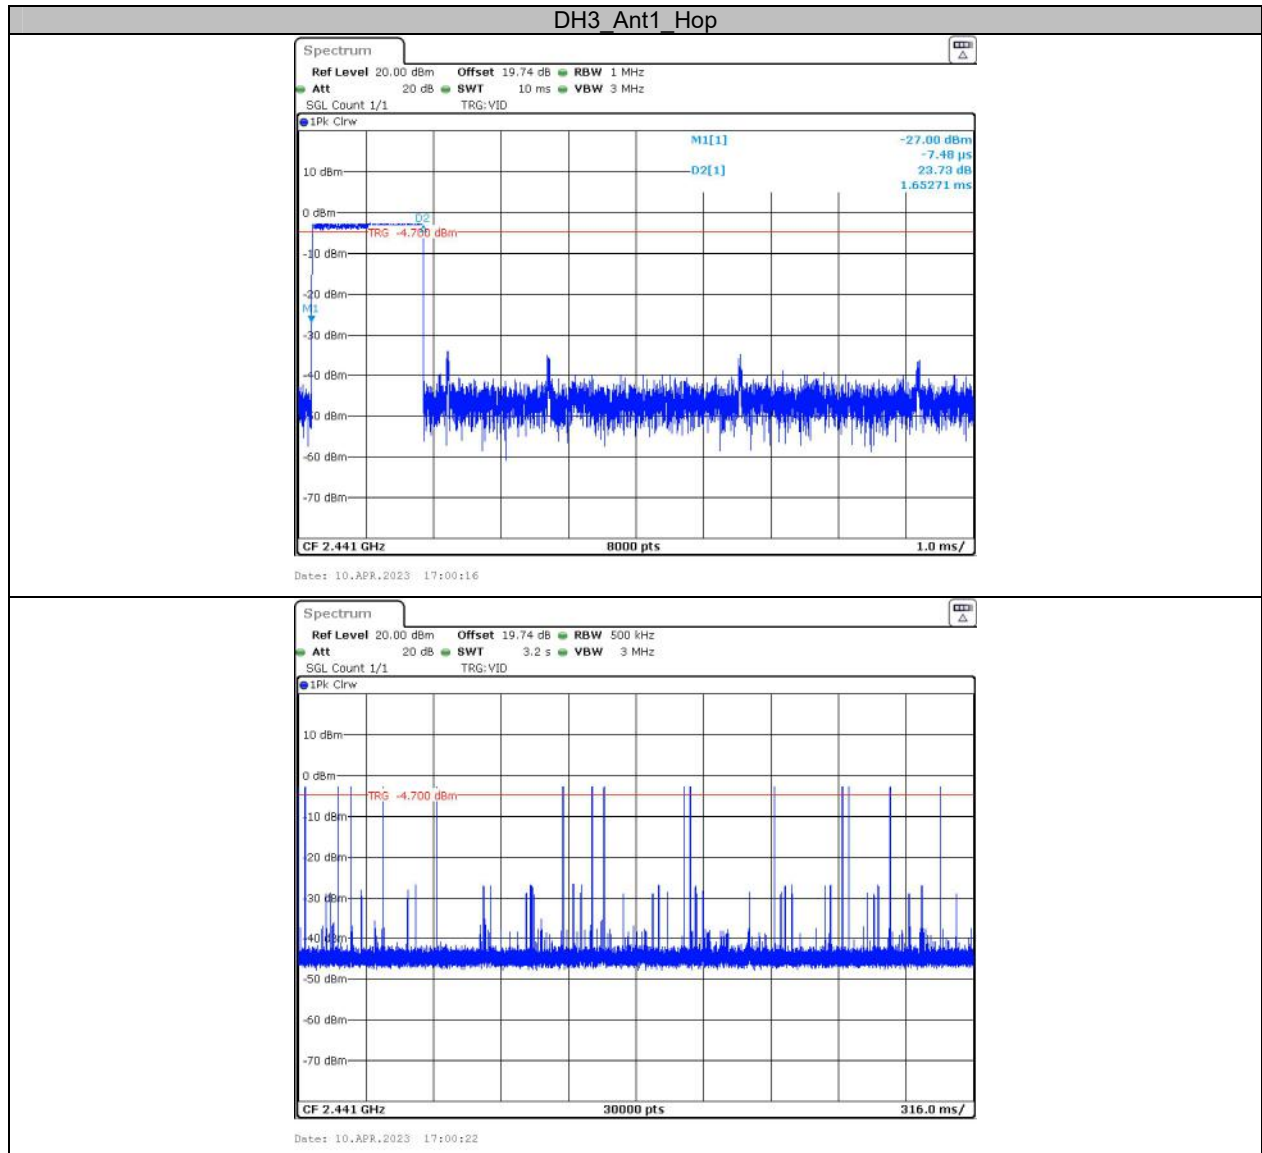 DH3_Ant1_Hop
Spectrum
Ref Level 20.00 dBm Offset 19.74 dB RBW 1 MHz
Att 20 dB SWT 10 ms VBW 3 MHz
SGL Count 1/1 TRG:VID
1Pk Clrw
M1[1] -27.00 dBm
-7.48 µs
D2[1] 23.73 dB
1.65271 ms
10 dBm
0 dBm
D2
TRG -4.700 dBm
-10 dBm
-20 dBm
M1
-30 dBm
-40 dBm
-50 dBm
-60 dBm
-70 dBm
CF 2.441 GHz 8000 pts 1.0 ms/
Date: 10.APR.2023 17:00:16
Spectrum
Ref Level 20.00 dBm Offset 19.74 dB RBW 500 kHz
Att 20 dB SWT 3.2 s VBW 3 MHz
SGL Count 1/1 TRG:VID
1Pk Clrw
10 dBm
0 dBm
TRG -4.700 dBm
-10 dBm
-20 dBm
-30 dBm
-40 dBm
-50 dBm
-60 dBm
-70 dBm
CF 2.441 GHz 30000 pts 316.0 ms/
Date: 10.APR.2023 17:00:22